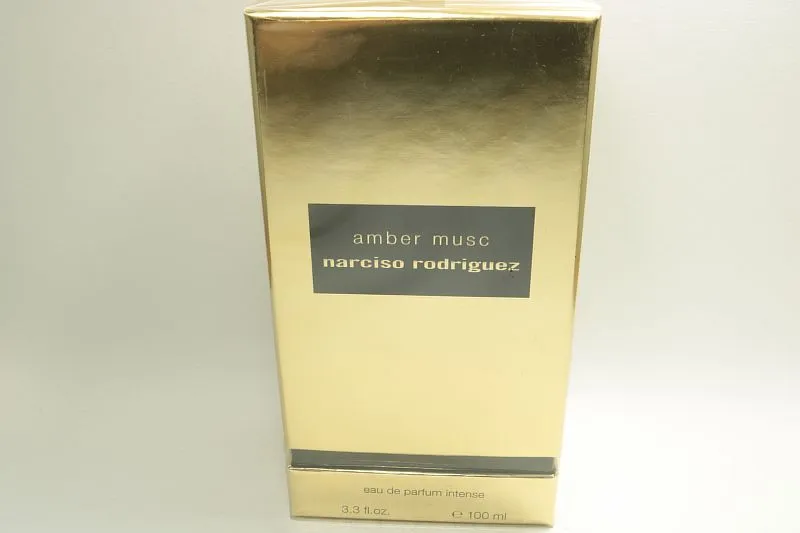 amber musc
narciso rodriguez
eau de parfum intense
3.3 fl.oz. ℮ 100 ml